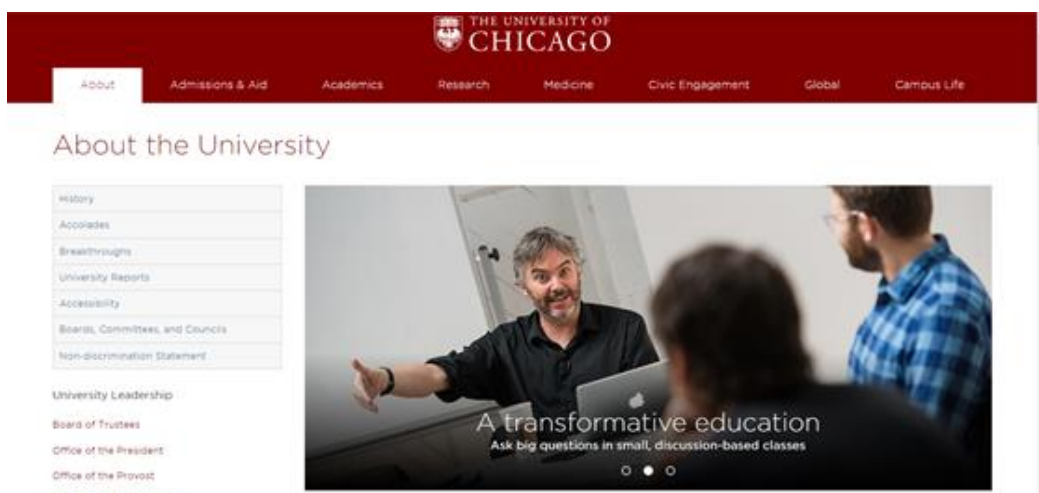 THE UNIVERSITY OF
CHICAGO
About Admissions & Aid Academics Research Medicine Civic Engagement Global Campus Life
About the University
History
Accolades
Breakthroughs
University Reports
Accessibility
Boards, Committees, and Councils
Non-discrimination Statement
University Leadership
Board of Trustees
Office of the President
Office of the Provost
A transformative education
Ask big questions in small, discussion-based classes